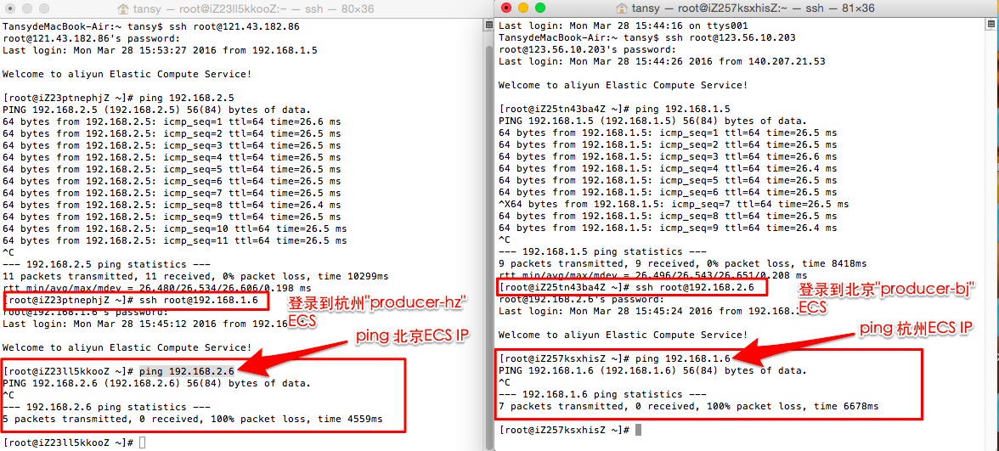 tansy — root@iZ23ll5kkooZ:~ — ssh — 80×36
TansydeMacBook-Air:~ tansy$ ssh root@121.43.182.86
root@121.43.182.86's password:
Last login: Mon Mar 28 15:53:27 2016 from 192.168.1.5
Welcome to aliyun Elastic Compute Service!
[root@iZ23ptnephjZ ~]# ping 192.168.2.5
PING 192.168.2.5 (192.168.2.5) 56(84) bytes of data.
64 bytes from 192.168.2.5: icmp_seq=1 ttl=64 time=26.6 ms
64 bytes from 192.168.2.5: icmp_seq=2 ttl=64 time=26.5 ms
64 bytes from 192.168.2.5: icmp_seq=3 ttl=64 time=26.5 ms
64 bytes from 192.168.2.5: icmp_seq=4 ttl=64 time=26.5 ms
64 bytes from 192.168.2.5: icmp_seq=5 ttl=64 time=26.5 ms
64 bytes from 192.168.2.5: icmp_seq=6 ttl=64 time=26.5 ms
64 bytes from 192.168.2.5: icmp_seq=7 ttl=64 time=26.5 ms
64 bytes from 192.168.2.5: icmp_seq=8 ttl=64 time=26.4 ms
64 bytes from 192.168.2.5: icmp_seq=9 ttl=64 time=26.5 ms
64 bytes from 192.168.2.5: icmp_seq=10 ttl=64 time=26.5 ms
64 bytes from 192.168.2.5: icmp_seq=11 ttl=64 time=26.5 ms
^C
--- 192.168.2.5 ping statistics ---
11 packets transmitted, 11 received, 0% packet loss, time 10299ms
rtt min/avg/max/mdev = 26.480/26.534/26.606/0.198 ms
[root@iZ23ptnephjZ ~]# ssh root@192.168.1.6
root@192.168.1.6's password:
Last login: Mon Mar 28 15:45:12 2016 from 192.16
Welcome to aliyun Elastic Compute Service!
[root@iZ23ll5kkooZ ~]# ping 192.168.2.6
PING 192.168.2.6 (192.168.2.6) 56(84) bytes of data.
^C
--- 192.168.2.6 ping statistics ---
5 packets transmitted, 0 received, 100% packet loss, time 4559ms
[root@iZ23ll5kkooZ ~]#
登录到杭州"producer-hz"
ECS
ping 北京ECS IP
tansy — root@iZ257ksxhisZ:~ — ssh — 81×36
Last login: Mon Mar 28 15:44:16 on ttys001
TansydeMacBook-Air:~ tansy$ ssh root@123.56.10.203
root@123.56.10.203's password:
Last login: Mon Mar 28 15:44:26 2016 from 140.207.21.53
Welcome to aliyun Elastic Compute Service!
[root@iZ25tn43ba4Z ~]# ping 192.168.1.5
PING 192.168.1.5 (192.168.1.5) 56(84) bytes of data.
64 bytes from 192.168.1.5: icmp_seq=1 ttl=64 time=26.5 ms
64 bytes from 192.168.1.5: icmp_seq=2 ttl=64 time=26.5 ms
64 bytes from 192.168.1.5: icmp_seq=3 ttl=64 time=26.6 ms
64 bytes from 192.168.1.5: icmp_seq=4 ttl=64 time=26.4 ms
64 bytes from 192.168.1.5: icmp_seq=5 ttl=64 time=26.5 ms
64 bytes from 192.168.1.5: icmp_seq=6 ttl=64 time=26.5 ms
^X64 bytes from 192.168.1.5: icmp_seq=7 ttl=64 time=26.5 ms
64 bytes from 192.168.1.5: icmp_seq=8 ttl=64 time=26.5 ms
64 bytes from 192.168.1.5: icmp_seq=9 ttl=64 time=26.4 ms
^C
--- 192.168.1.5 ping statistics ---
9 packets transmitted, 9 received, 0% packet loss, time 8418ms
rtt min/avg/max/mdev = 26.496/26.543/26.651/0.208 ms
[root@iZ25tn43ba4Z ~]# ssh root@192.168.2.6
root@192.168.2.6's password:
Last login: Mon Mar 28 15:45:24 2016 from 192.168.2
Welcome to aliyun Elastic Compute Service!
[root@iZ257ksxhisZ ~]# ping 192.168.1.6
PING 192.168.1.6 (192.168.1.6) 56(84) bytes of data.
^C
--- 192.168.1.6 ping statistics ---
7 packets transmitted, 0 received, 100% packet loss, time 6678ms
[root@iZ257ksxhisZ ~]#
登录到北京"producer-bj"
ECS
ping 杭州ECS IP